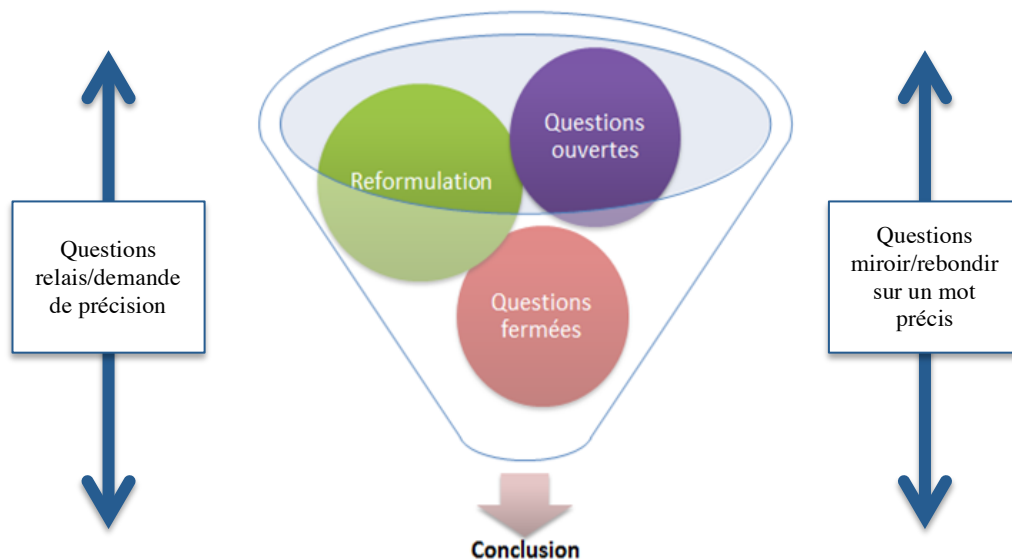 Questions
relais/demande
de précision
Reformulation
Questions
ouvertes
Questions
fermées
Questions
miroir/rebondir
sur un mot
précis
Conclusion